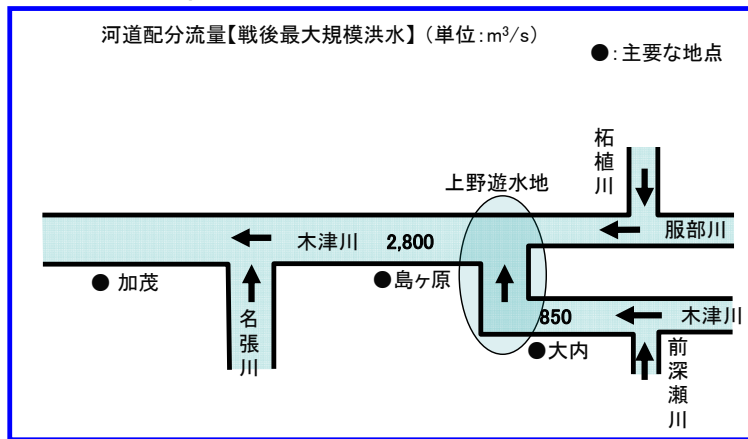 河道配分流量【戦後最大規模洪水】（単位：m³/s）
●：主要な地点
柘植川
上野遊水地
服部川
木津川 2,800
●加茂
●島ヶ原
名張川
850
木津川
●大内
前深瀬川